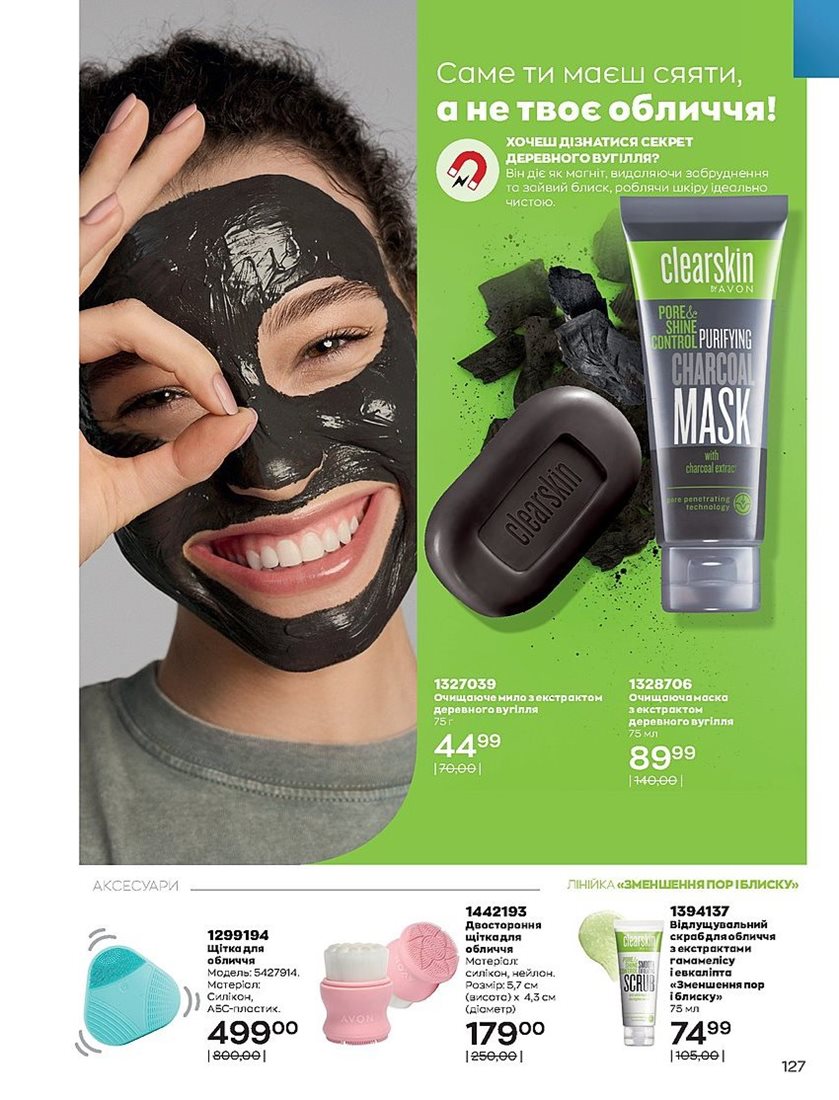 Саме ти маєш сяяти,
а не твоє обличчя!
ХОЧЕШ ДІЗНАТИСЯ СЕКРЕТ
ДЕРЕВНОГО ВУГІЛЛЯ?
Він діє як магніт, видаляючи забруднення
та зайвий блиск, роблячи шкіру ідеально
чистою.
clearskin
BY AVON
PORE &
SHINE
CONTROL PURIFYING
CHARCOAL
MASK
with
charcoal extract
pore penetrating
technology
clearskin
1327039
Очищаюче мило з екстрактом
деревного вугілля
75 г
44 99
|70,00|
1328706
Очищаюча маска
з екстрактом
деревного вугілля
75 мл
89 99
|140,00|
АКСЕСУАРИ
ЛІНІЙКА «ЗМЕНШЕННЯ ПОР І БЛИСКУ»
1299194
Щітка для
обличчя
Модель: 5427914.
Матеріал:
Силікон,
АБС-пластик.
499 00
|800,00|
AVON
1442193
Двостороння
щітка для
обличчя
Матеріал:
силікон, нейлон.
Розмір: 5,7 см
(висота) х 4,3 см
(діаметр)
179 00
|250,00|
clearskin
PORE &
SHINE
CONTROL
SCRUB
1394137
Відлущувальний
скраб для обличчя
з екстрактами
гамамелісу
і евкаліпта
«Зменшення пор
і блиску»
75 мл
74 99
|105,00|
127